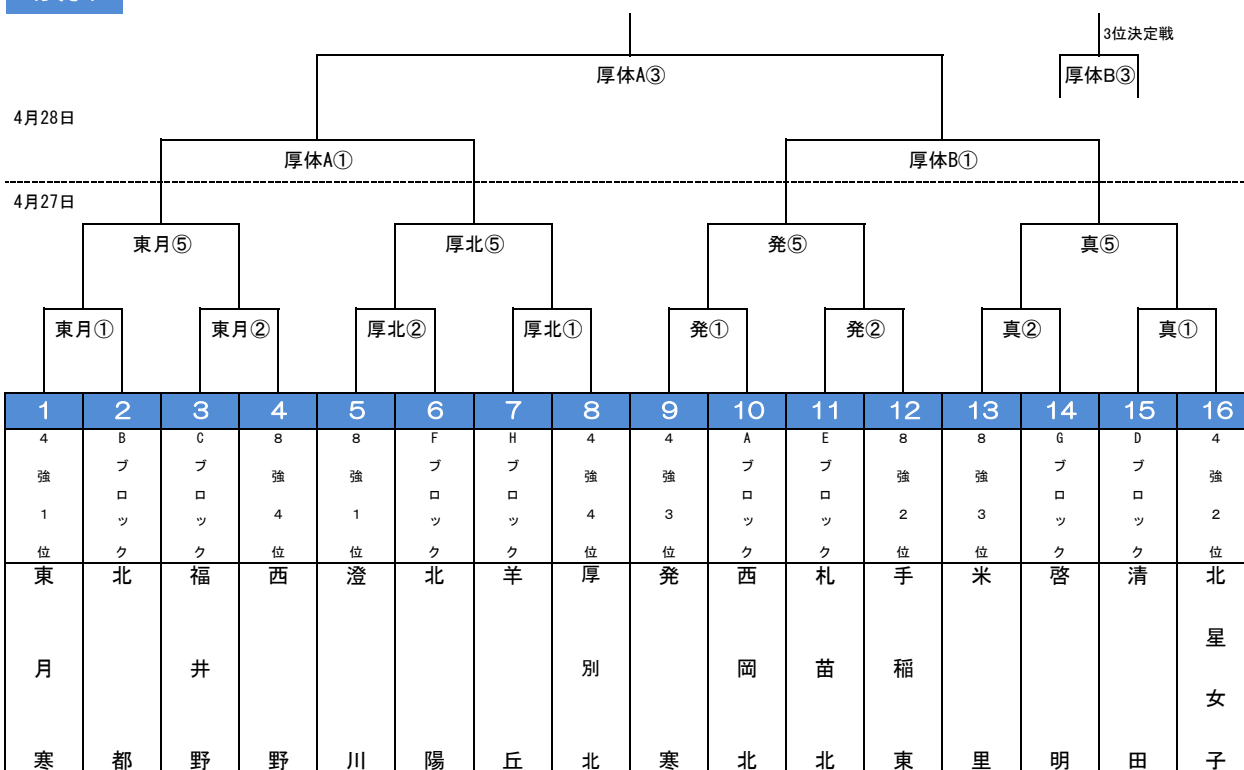 3位決定戦
厚体A③
厚体B③
4月28日
厚体A①
厚体B①
4月27日
東月⑤
厚北⑤
発⑤
真⑤
東月①
東月②
厚北②
厚北①
発①
発②
真②
真①
1 2 3 4 5 6 7 8 9 10 11 12 13 14 15 16
4強1位
Bブロック
Cブロック
8強4位
8強1位
Fブロック
Hブロック
4強4位
4強3位
Aブロック
Eブロック
8強2位
8強3位
Gブロック
Dブロック
4強2位
東月寒
北都
福井野
西野
澄川
北陽
羊丘
厚別北
発寒
西岡北
札苗北
手稲東
米里
啓明
清田
北星女子